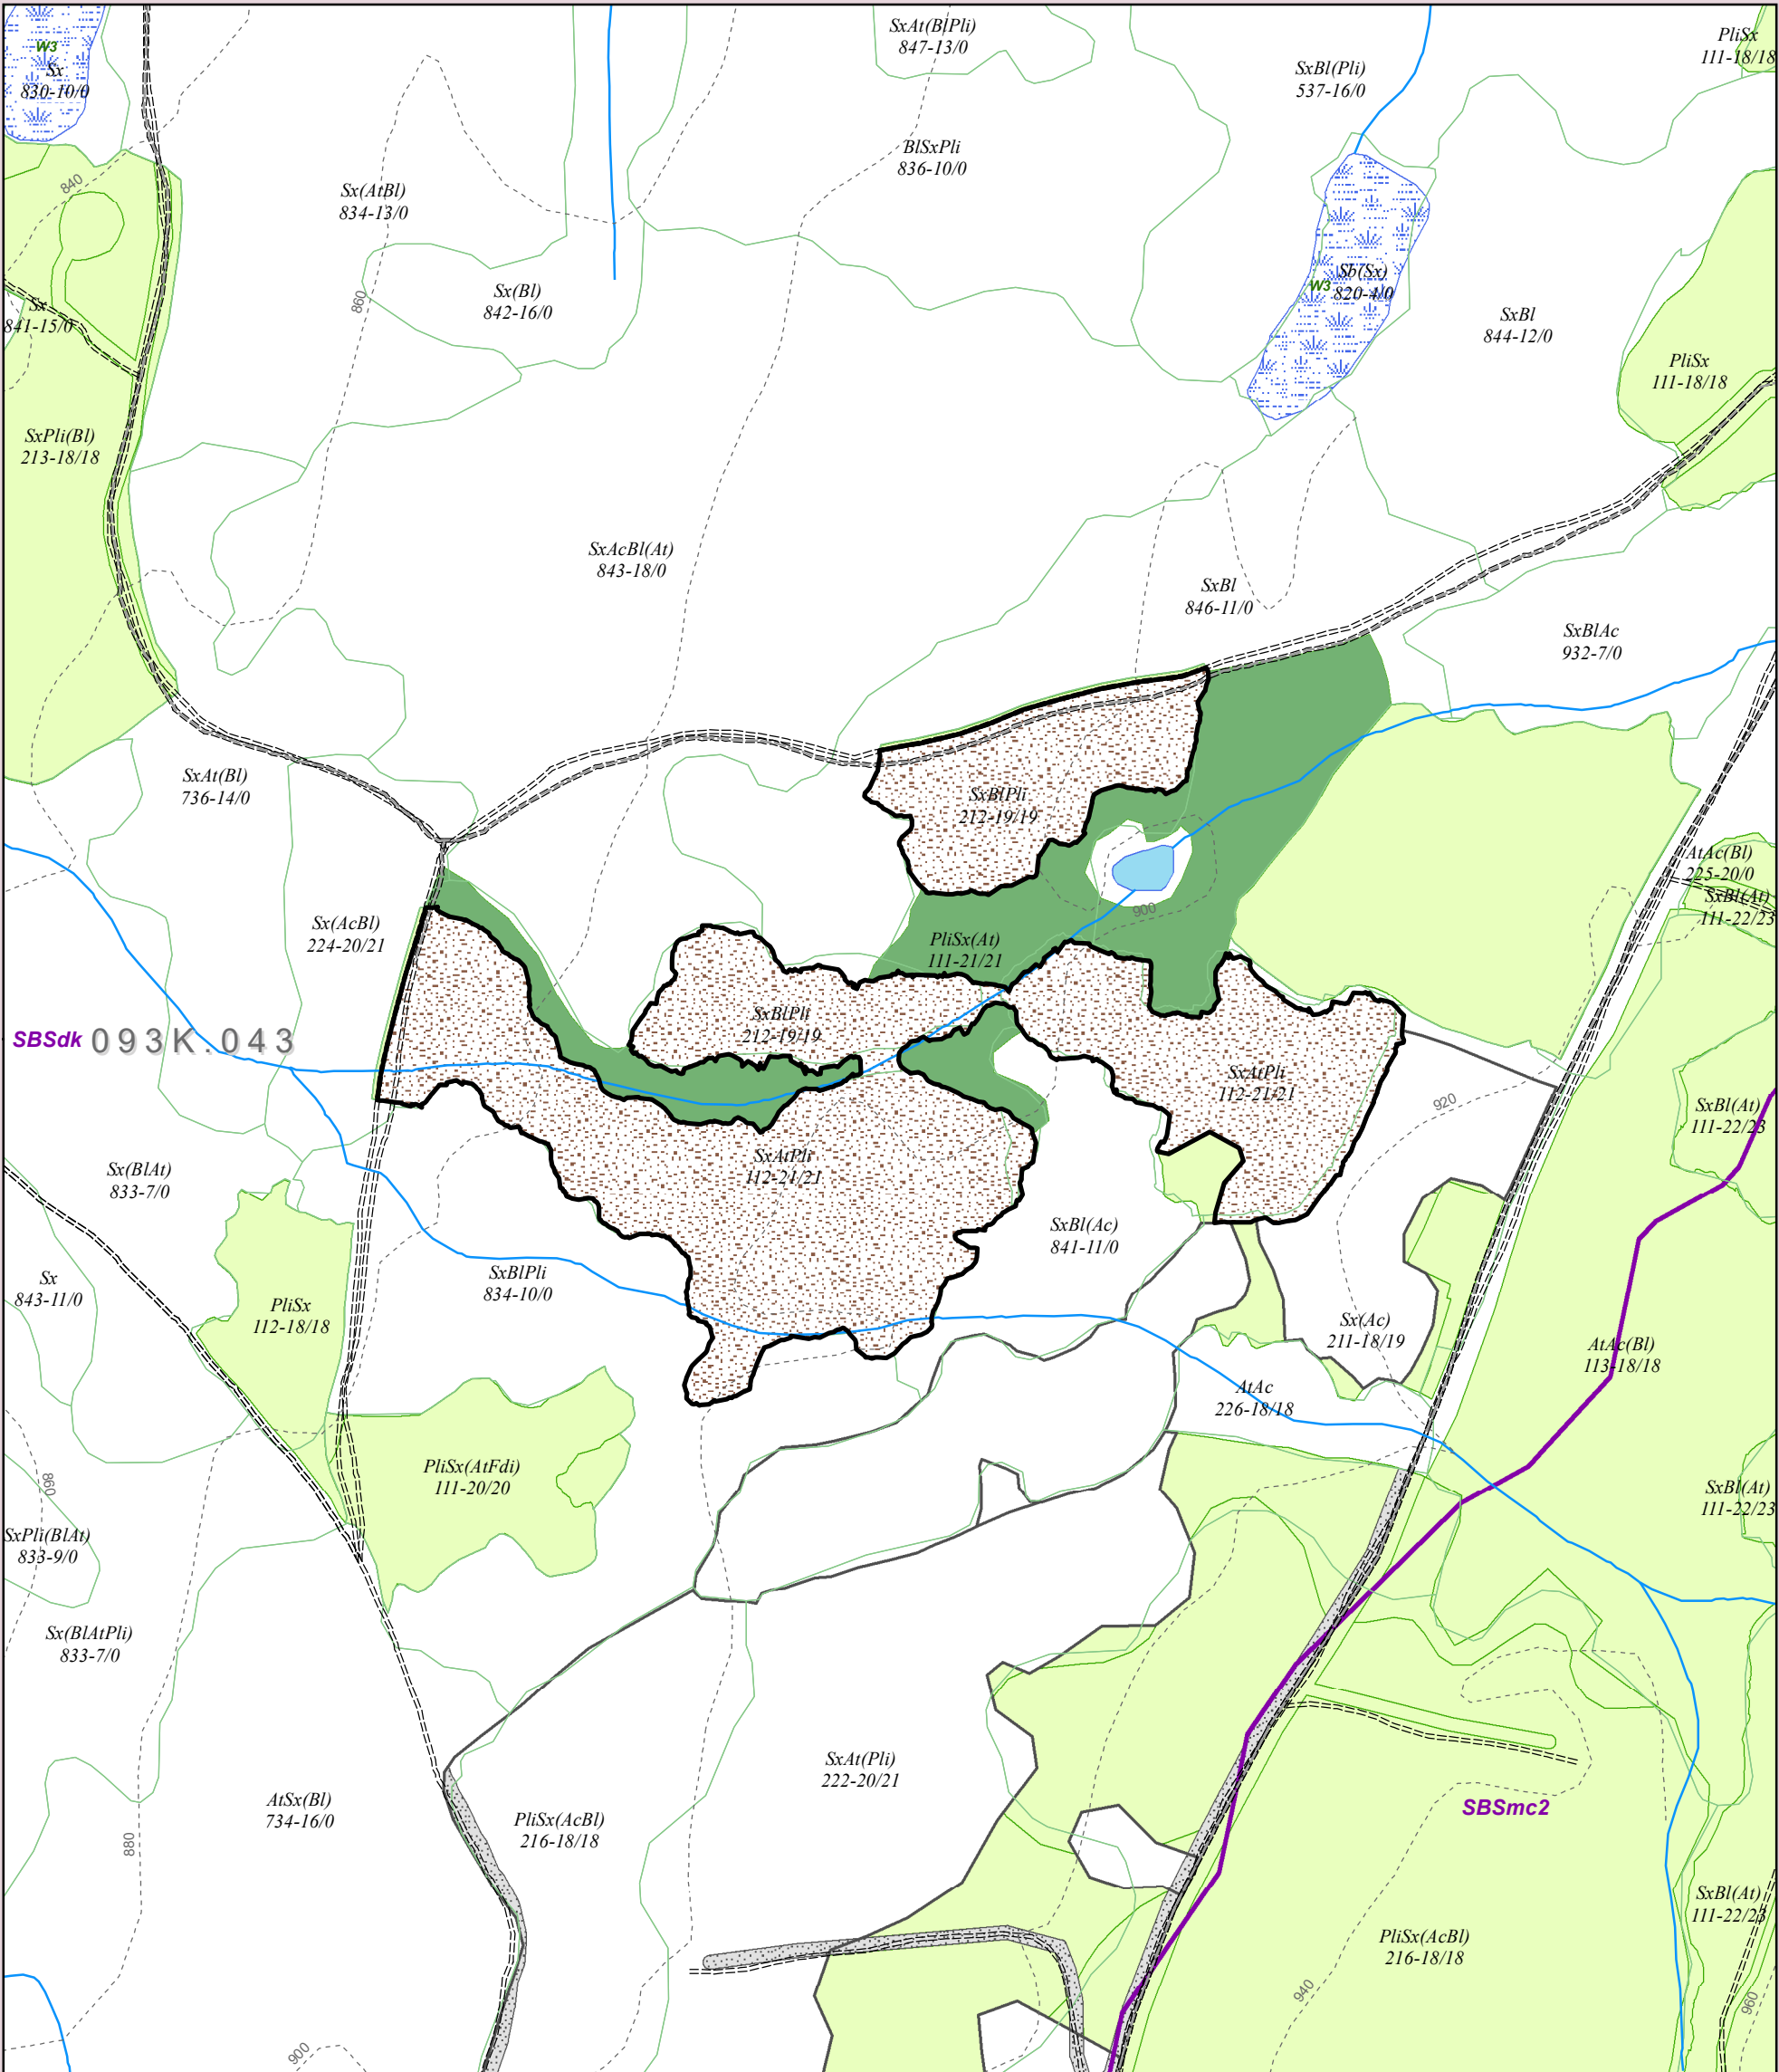 SxAt(BlPli)
847-13/0
PliSx
111-18/18
W3
Sx
830-10/0
SxBl(Pli)
537-16/0
BlSxPli
836-10/0
840
Sx(AtBl)
834-13/0
Sb(Sx)
W3
820-4/0
860
Sx(Bl)
842-16/0
Sx
841-15/0
SxBl
844-12/0
PliSx
111-18/18
SxPli(Bl)
213-18/18
SxAcBl(At)
843-18/0
SxBl
846-11/0
SxBlAc
932-7/0
SxAt(Bl)
736-14/0
SxBlPli
212-19/19
AtAc(Bl)
225-20/0
SxBl(At)
111-22/23
900
Sx(AcBl)
224-20/21
PliSx(At)
111-21/21
SxBlPli
212-19/19
SBSdk
093K.043
SxAtPli
112-21/21
920
SxBl(At)
111-22/23
SxAtPli
112-21/21
Sx(BlAt)
833-7/0
SxBl(Ac)
841-11/0
Sx
843-11/0
SxBlPli
834-10/0
PliSx
112-18/18
Sx(Ac)
211-18/19
AtAc(Bl)
113-18/18
AtAc
226-18/18
PliSx(AtFdi)
111-20/20
860
SxBl(At)
111-22/23
SxPli(BlAt)
833-9/0
Sx(BlAtPli)
833-7/0
SxAt(Pli)
222-20/21
AtSx(Bl)
734-16/0
PliSx(AcBl)
216-18/18
SBSmc2
880
SxBl(At)
111-22/23
PliSx(AcBl)
216-18/18
940
960
900